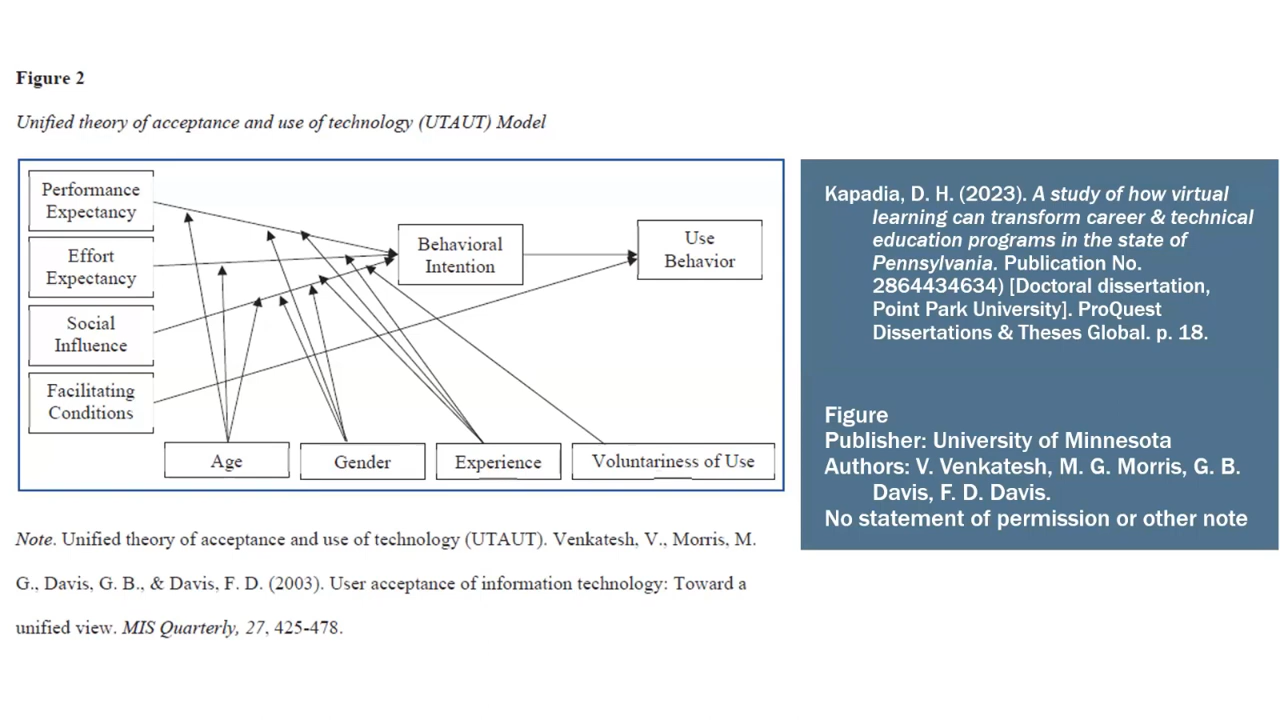 Figure 2
Unified theory of acceptance and use of technology (UTAUT) Model
Performance
Expectancy
Effort
Expectancy
Social
Influence
Facilitating
Conditions
Behavioral
Intention
Use
Behavior
Age
Gender
Experience
Voluntariness of Use
Note. Unified theory of acceptance and use of technology (UTAUT). Venkatesh, V., Morris, M.
G., Davis, G. B., & Davis, F. D. (2003). User acceptance of information technology: Toward a
unified view. MIS Quarterly, 27, 425-478.
Kapadia, D. H. (2023). A study of how virtual
learning can transform career & technical
education programs in the state of
Pennsylvania. Publication No.
2864434634) [Doctoral dissertation,
Point Park University]. ProQuest
Dissertations & Theses Global. p. 18.
Figure
Publisher: University of Minnesota
Authors: V. Venkatesh, M. G. Morris, G. B.
Davis, F. D. Davis.
No statement of permission or other note